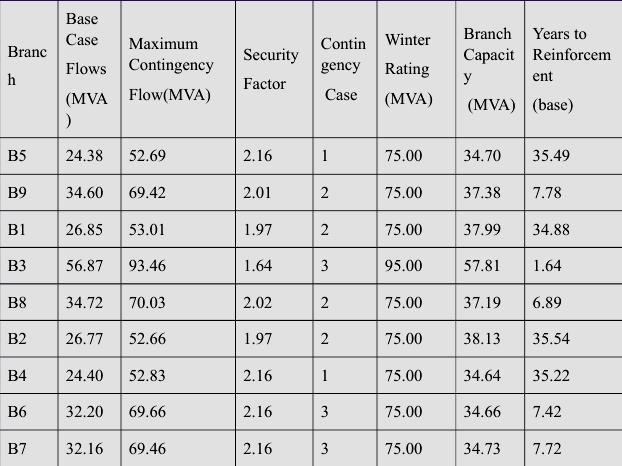 Branc
h
Base
Case
Flows
(MVA
)
Maximum
Contingency
Flow(MVA)
Security
Factor
Contin
gency
Case
Winter
Rating
(MVA)
Branch
Capacit
y
(MVA)
Years to
Reinforcem
ent
(base)
B5 24.38 52.69 2.16 1 75.00 34.70 35.49
B9 34.60 69.42 2.01 2 75.00 37.38 7.78
B1 26.85 53.01 1.97 2 75.00 37.99 34.88
B3 56.87 93.46 1.64 3 95.00 57.81 1.64
B8 34.72 70.03 2.02 2 75.00 37.19 6.89
B2 26.77 52.66 1.97 2 75.00 38.13 35.54
B4 24.40 52.83 2.16 1 75.00 34.64 35.22
B6 32.20 69.66 2.16 3 75.00 34.66 7.42
B7 32.16 69.46 2.16 3 75.00 34.73 7.72